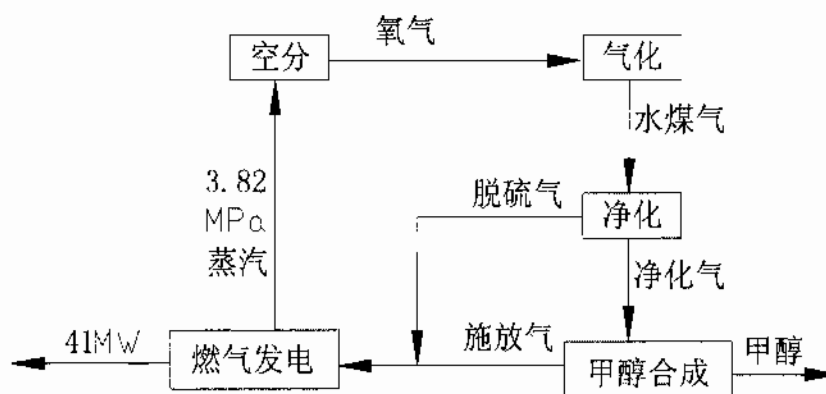 氧气
空分
气化
水煤气
3.82
MPa
蒸汽
脱硫气
净化
净化气
41MW
燃气发电
施放气
甲醇合成
甲醇